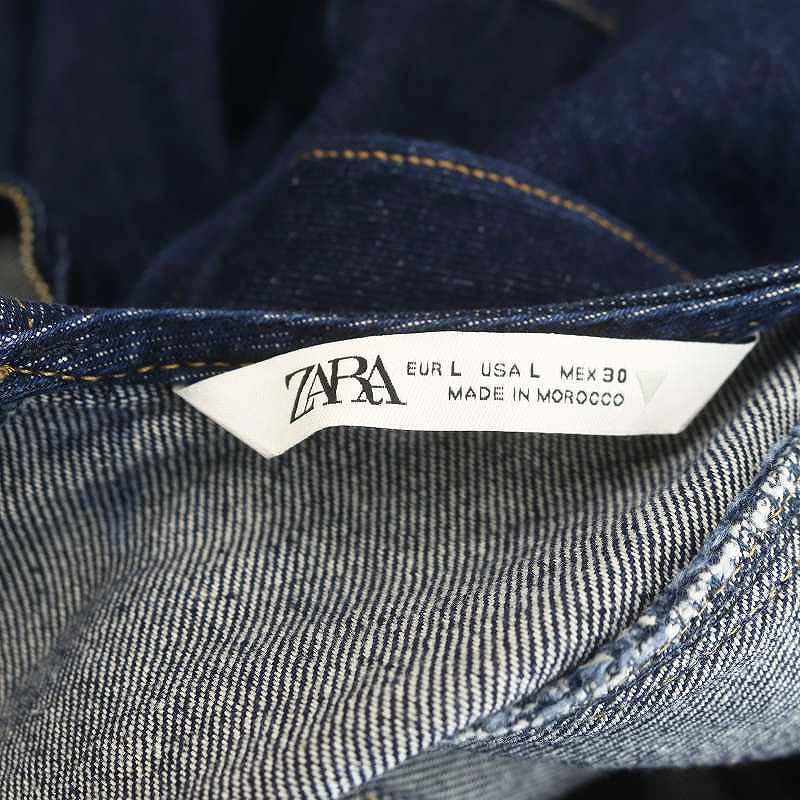 ZARA EUR L USA L MEX 30
MADE IN MOROCCO